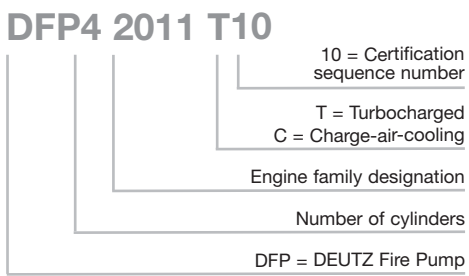 DFP4 2011 T10
10 = Certification
sequence number
T = Turbocharged
C = Charge-air-cooling
Engine family designation
Number of cylinders
DFP = DEUTZ Fire Pump